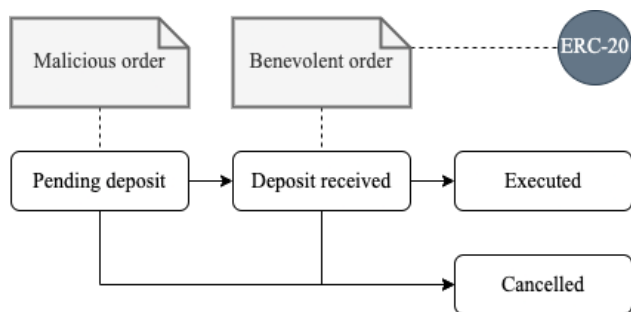 Malicious order
Benevolent order
ERC-20
Pending deposit
Deposit received
Executed
Cancelled